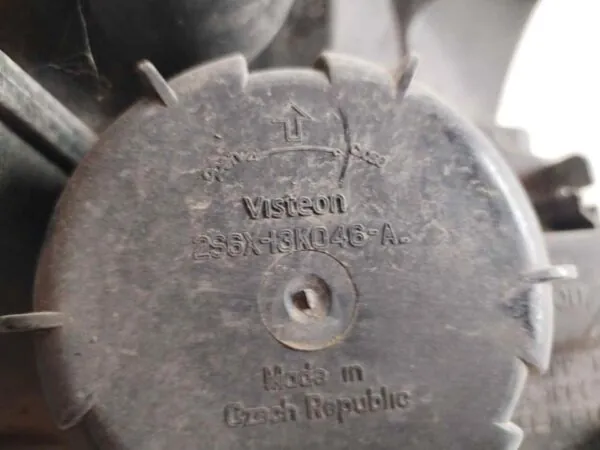 Visteon
2S6X-13K046-A
Made in
Czech Republic